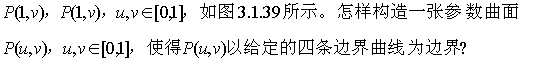 P(1,v)，P(1,v)，u,v∈[0,1]，如图3.1.39所示。怎样构造一张参数曲面
P(u,v)，u,v∈[0,1]，使得P(u,v)以给定的四条边界曲线为边界?